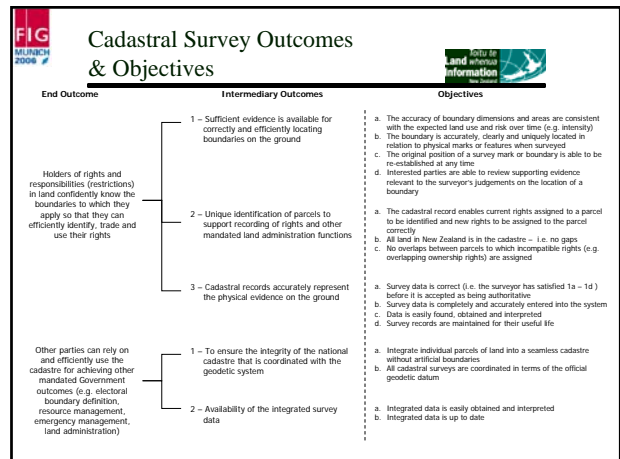 FIG
MUNICH
2006
Cadastral Survey Outcomes
& Objectives
Toitu te
Land whenua
Information
New Zealand
End Outcome
Intermediary Outcomes
Objectives
Holders of rights and
responsibilities (restrictions)
in land confidently know the
boundaries to which they
apply so that they can
efficiently identify, trade and
use their rights
1 – Sufficient evidence is available for
correctly and efficiently locating
boundaries on the ground
a. The accuracy of boundary dimensions and areas are consistent
with the expected land use and risk over time (e.g. intensity)
b. The boundary is accurately, clearly and uniquely located in
relation to physical marks or features when surveyed
c. The original position of a survey mark or boundary is able to be
re-established at any time
d. Interested parties are able to review supporting evidence
relevant to the surveyor's judgements on the location of a
boundary
2 – Unique identification of parcels to
support recording of rights and other
mandated land administration functions
a. The cadastral record enables current rights assigned to a parcel
to be identified and new rights to be assigned to the parcel
correctly
b. All land in New Zealand is in the cadastre – i.e. no gaps
c. No overlaps between parcels to which incompatible rights (e.g.
overlapping ownership rights) are assigned
3 – Cadastral records accurately represent
the physical evidence on the ground
a. Survey data is correct (i.e. the surveyor has satisfied 1a – 1d )
before it is accepted as being authoritative
b. Survey data is completely and accurately entered into the system
c. Data is easily found, obtained and interpreted
d. Survey records are maintained for their useful life
Other parties can rely on
and efficiently use the
cadastre for achieving other
mandated Government
outcomes (e.g. electoral
boundary definition,
resource management,
emergency management,
land administration)
1 – To ensure the integrity of the national
cadastre that is coordinated with the
geodetic system
a. Integrate individual parcels of land into a seamless cadastre
without artificial boundaries
b. All cadastral surveys are coordinated in terms of the official
geodetic datum
2 – Availability of the integrated survey
data
a. Integrated data is easily obtained and interpreted
b. Integrated data is up to date